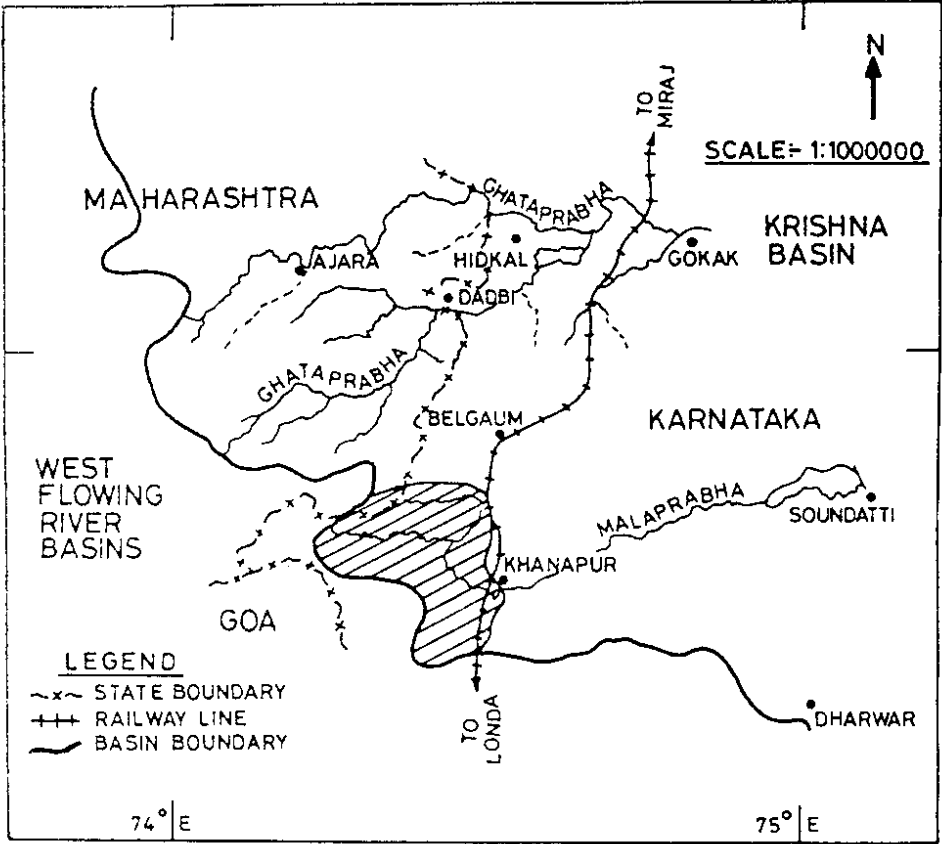 N
TO
MIRAJ
SCALE:- 1:1000000
MAHARASHTRA
GHATAPRABHA
KRISHNA
BASIN
AJARA
HIDKAL
GOKAK
DADBI
GHATAPRABHA
BELGAUM
KARNATAKA
WEST
FLOWING
RIVER
BASINS
MALAPRABHA
SOUNDATTI
KHANAPUR
GOA
LEGEND
STATE BOUNDARY
RAILWAY LINE
BASIN BOUNDARY
TO
LONDA
DHARWAR
74° E
75° E